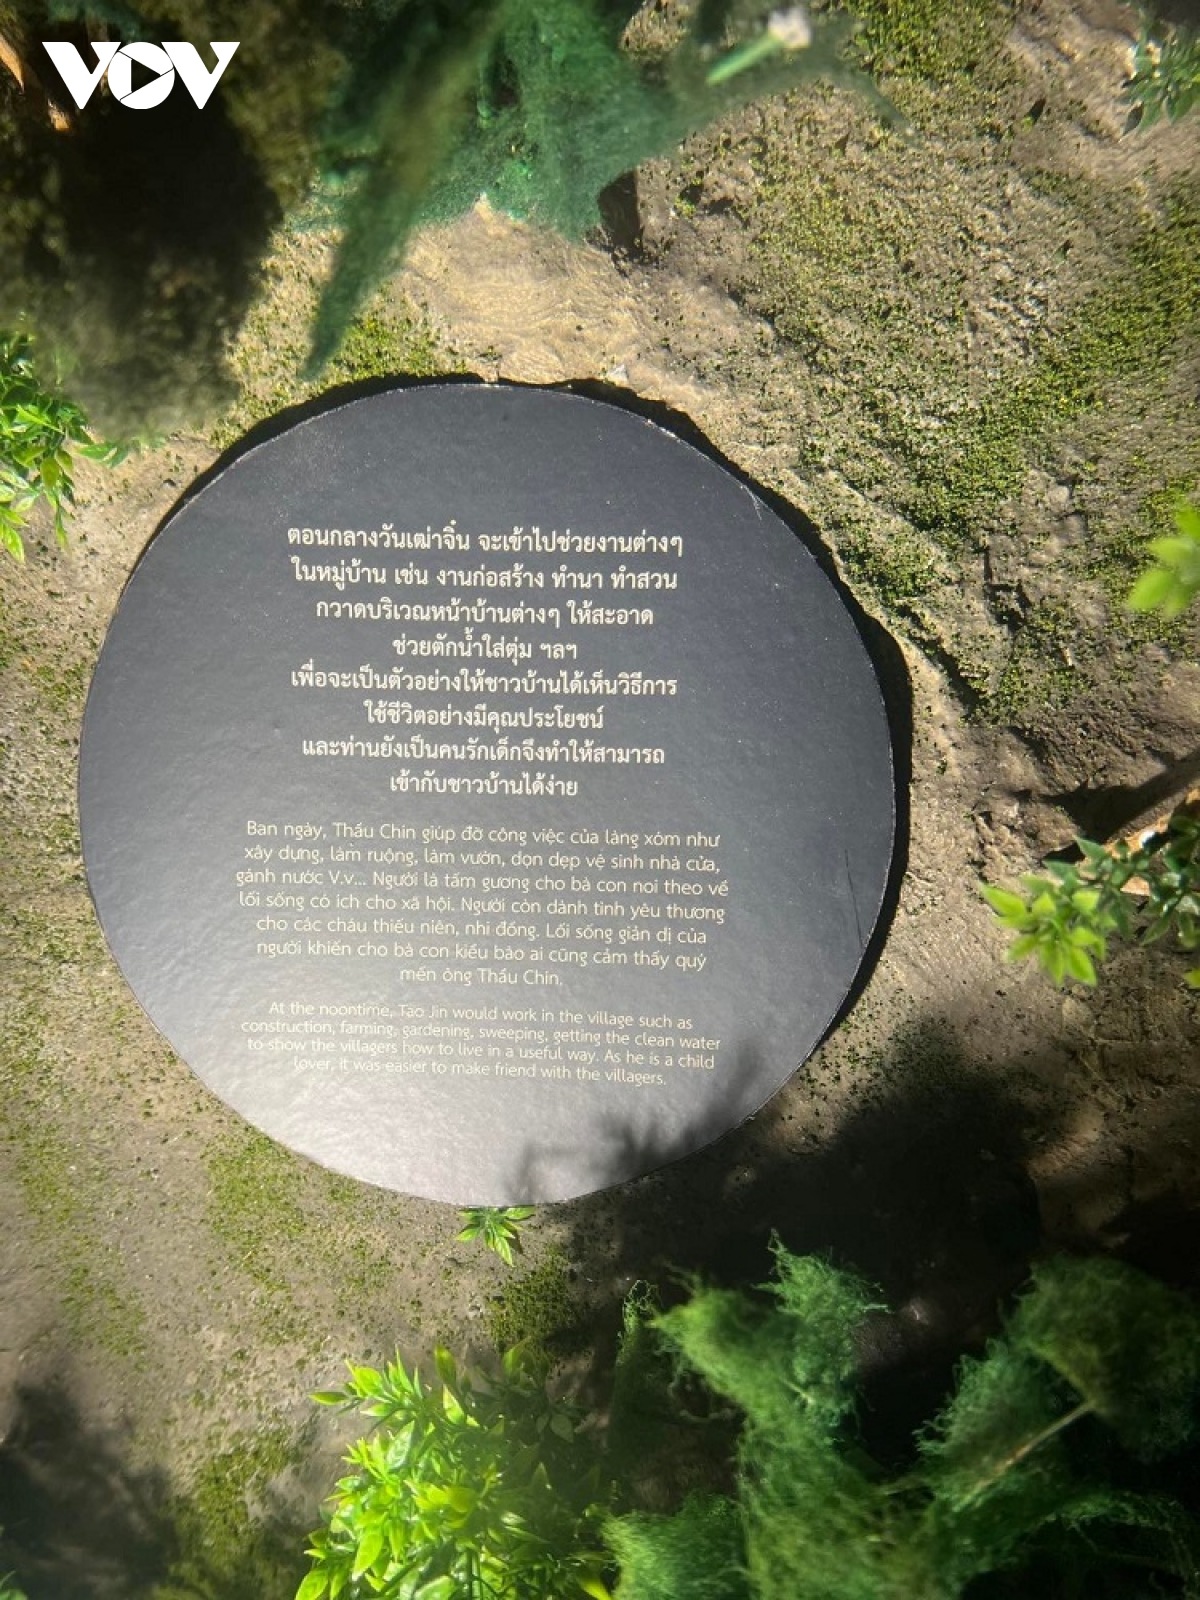 VOV
ตอนกลางวันเฒ่าจิ๋น จะเข้าไปช่วยงานต่างๆ
ในหมู่บ้าน เช่น งานก่อสร้าง ทำนา ทำสวน
กวาดบริเวณหน้าบ้านต่างๆ ให้สะอาด
ช่วยตักน้ำใส่ตุ่ม ฯลฯ
เพื่อจะเป็นตัวอย่างให้ชาวบ้านได้เห็นวิธีการ
ใช้ชีวิตอย่างมีคุณประโยชน์
และท่านยังเป็นคนรักเด็กจึงทำให้สามารถ
เข้ากับชาวบ้านได้ง่าย
Ban ngày, Thầu Chin giúp đỡ công việc của làng xóm như
xây dựng, làm ruộng, làm vườn, dọn dẹp vệ sinh nhà cửa,
gánh nước V.v... Người là tấm gương cho bà con noi theo về
lối sống có ích cho xã hội. Người còn dành tình yêu thương
cho các cháu thiếu niên, nhi đồng. Lối sống giản dị của
người khiến cho bà con kiều bào ai cũng cảm thấy quý
mến ông Thầu Chin.
At the noontime, Tao Jin would work in the village such as
construction, farming, gardening, sweeping, getting the clean water
to show the villagers how to live in a useful way. As he is a child
lover, it was easier to make friend with the villagers.